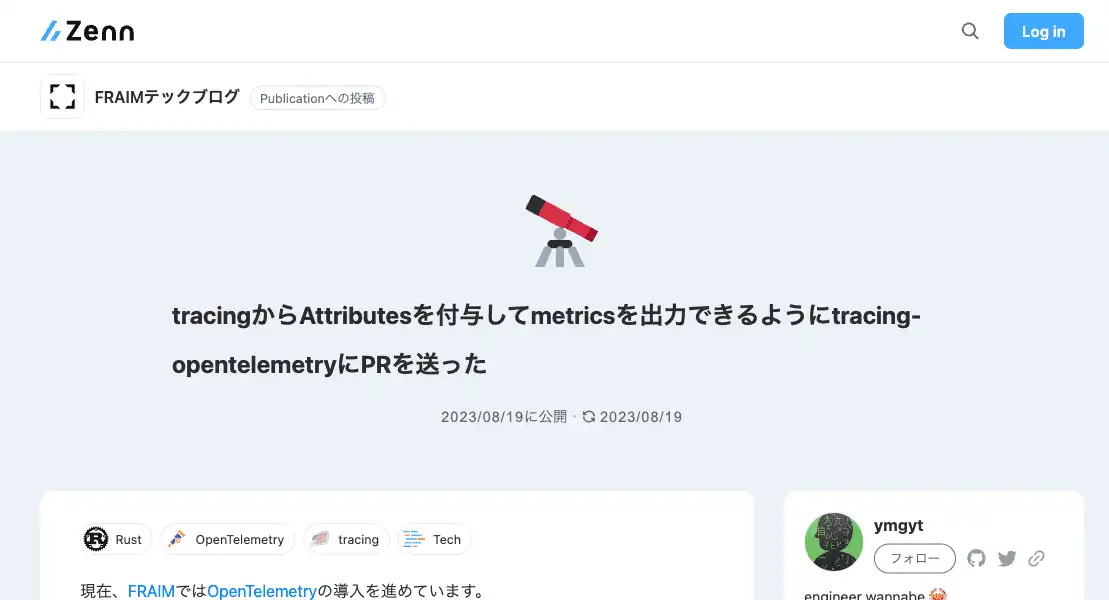 Zenn
Log in
FRAIMテックブログ
Publicationへの投稿
tracingからAttributesを付与してmetricsを出力できるようにtracing-
opentelemetryにPRを送った
2023/08/19に公開 · 2023/08/19
Rust
OpenTelemetry
tracing
Tech
現在、FRAIMではOpenTelemetryの導入を進めています。
ymgyt
フォロー
engineer wannabe 🦀